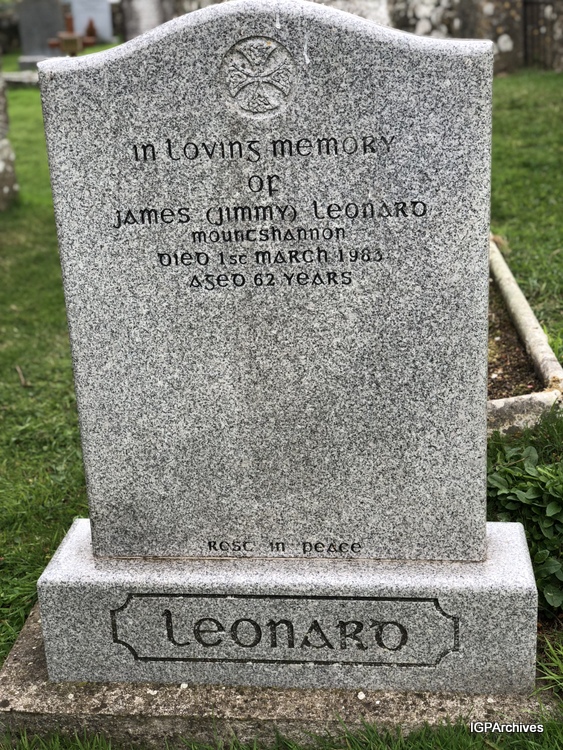 In Loving Memory
of
James (Jimmy) Leonard
Mountshannon
Died 1st March 1983
Aged 62 Years
Rest in Peace
Leonard
IGPArchives